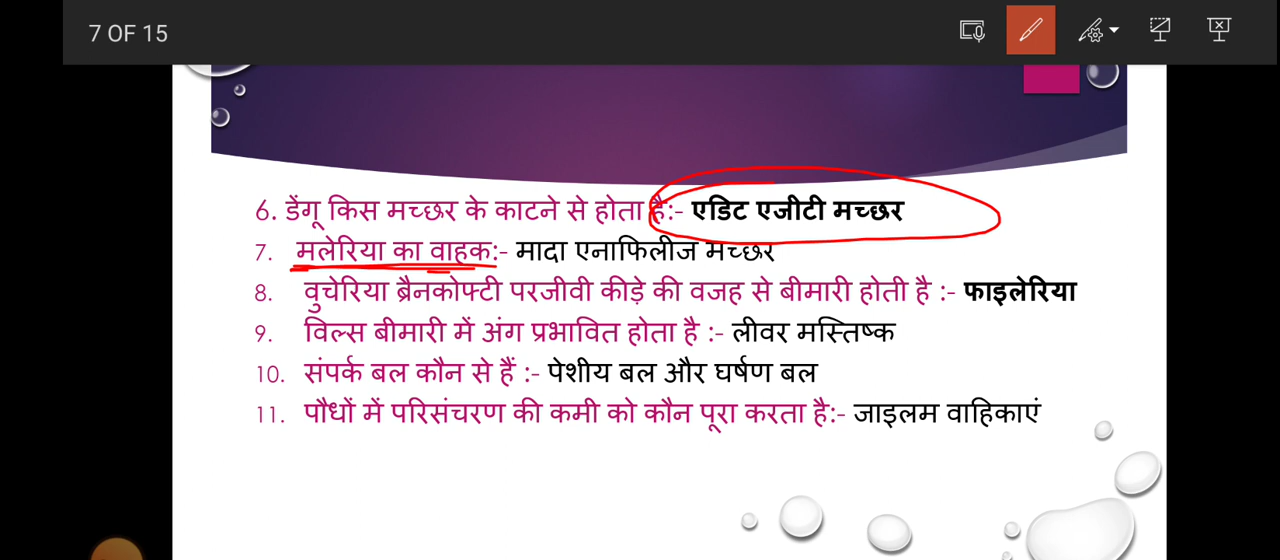 7 OF 15
6. डेंगू किस मच्छर के काटने से होता है:- एडिट एजीटी मच्छर
7. मलेरिया का वाहक:- मादा एनाफिलीज मच्छर
8. वुचेरिया ब्रैनकोफ्टी परजीवी कीड़े की वजह से बीमारी होती है :- फाइलेरिया
9. विल्स बीमारी में अंग प्रभावित होता है :- लीवर मस्तिष्क
10. संपर्क बल कौन से हैं :- पेशीय बल और घर्षण बल
11. पौधों में परिसंचरण की कमी को कौन पूरा करता है:- जाइलम वाहिकाएं